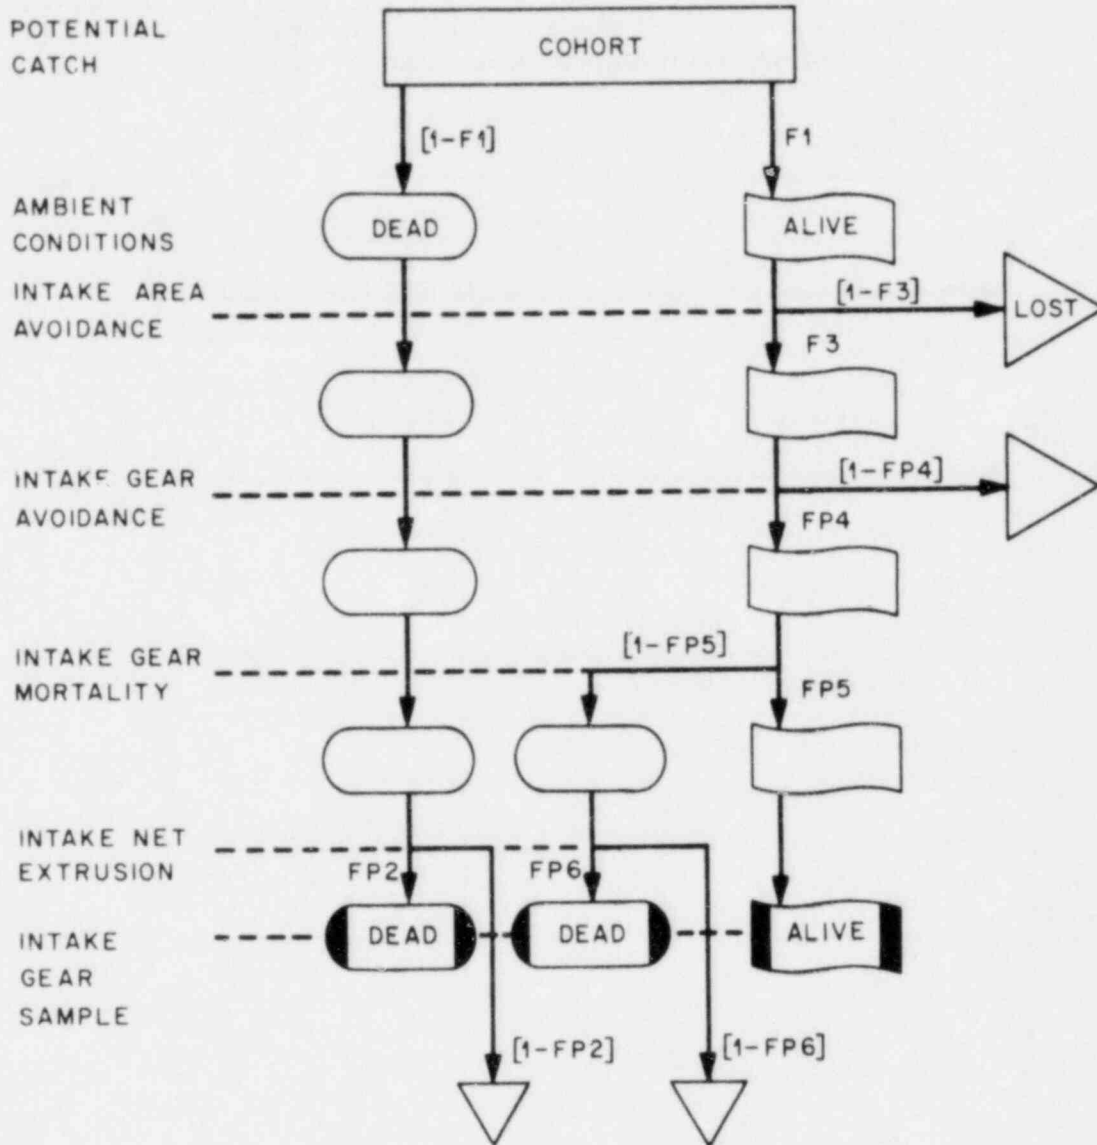 POTENTIAL
CATCH
COHORT
[1-F1]
F1
AMBIENT
CONDITIONS
DEAD
ALIVE
INTAKE AREA
AVOIDANCE
[1-F3]
LOST
F3
INTAKE GEAR
AVOIDANCE
[1-FP4]
FP4
INTAKE GEAR
MORTALITY
[1-FP5]
FP5
INTAKE NET
EXTRUSION
FP2
FP6
INTAKE
GEAR
SAMPLE
DEAD
DEAD
ALIVE
[1-FP2]
[1-FP6]